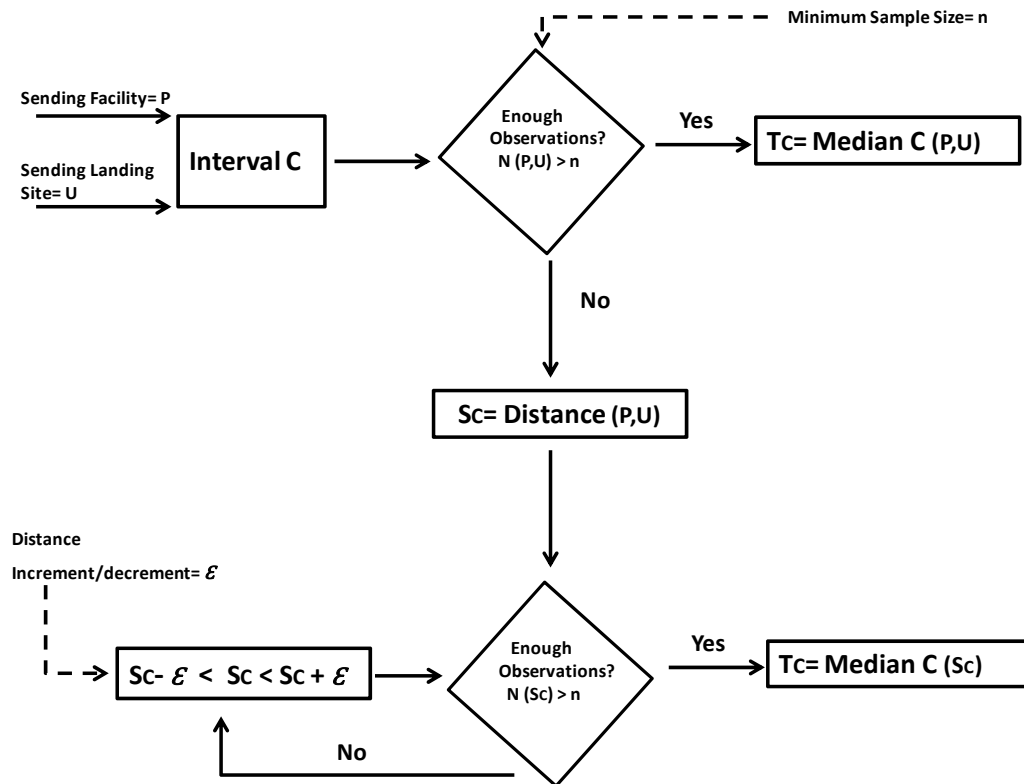 Minimum Sample Size= n
Sending Facility= P
Sending Landing
Site= U
Interval C
Enough
Observations?
N (P,U) > n
Yes
TC= Median C (P,U)
No
SC= Distance (P,U)
Distance
Increment/decrement= ℰ
SC- ℰ < SC < SC + ℰ
Enough
Observations?
N (SC) > n
Yes
TC= Median C (SC)
No